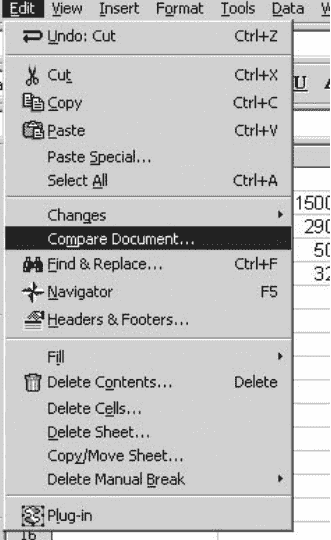 Edit View Insert Format Tools Data
Undo: Cut Ctrl+Z
Cut Ctrl+X
Copy Ctrl+C
Paste Ctrl+V
Paste Special...
Select All Ctrl+A
U
Changes
1500
Compare Document...
290
Find & Replace... Ctrl+F
50
Navigator F5
32
Headers & Footers...
Fill
Delete Contents... Delete
Delete Cells...
Delete Sheet...
Copy/Move Sheet...
Delete Manual Break
Plug-in
16